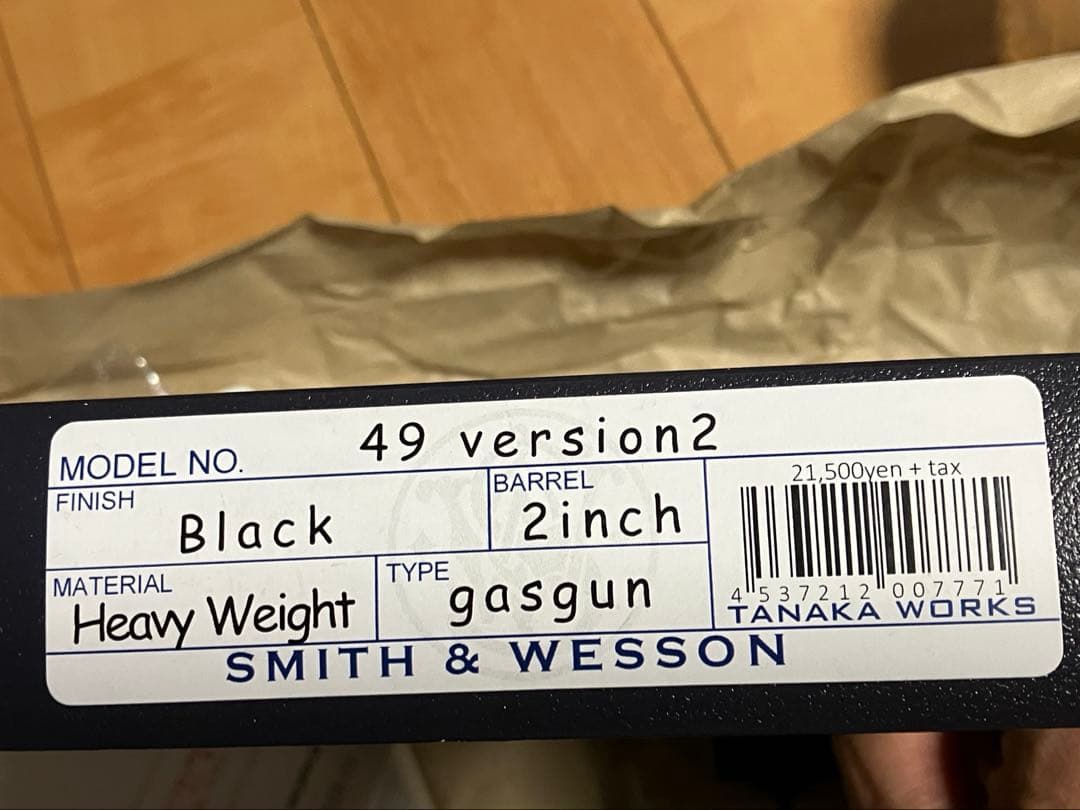 MODEL NO. 49 version2
FINISH
Black
BARREL
2inch
21,500yen + tax
MATERIAL
Heavy Weight
TYPE
gasgun
4 537212 007771
TANAKA WORKS
SMITH & WESSON